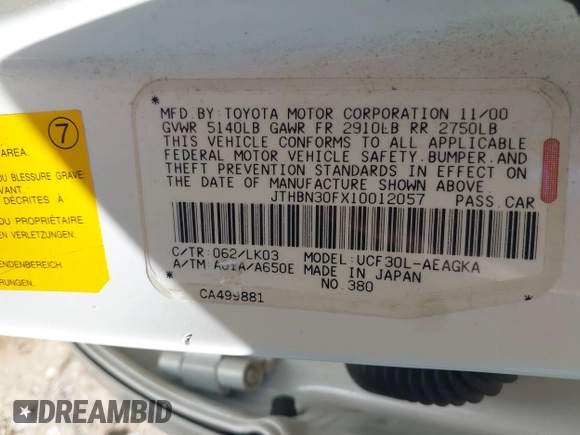 7
AREA.
U BLESSURE GRAVE.
VANT.
DU PROPRIÉTAIRE.
EN VERLETZUNGEN.
NDENBEREICH
MFD. BY: TOYOTA MOTOR CORPORATION 11/00
GVWR 5140LB GAWR FR 2910LB RR 2750LB
THIS VEHICLE CONFORMS TO ALL APPLICABLE
FEDERAL MOTOR VEHICLE SAFETY, BUMPER, AND
THEFT PREVENTION STANDARDS IN EFFECT ON
THE DATE OF MANUFACTURE SHOWN ABOVE.
JTHBN30FX10012057 PASS. CAR
C/TR: 062/LK03 MODEL: UCF30L-AEAGKA
A/TM: A01A/A650E MADE IN JAPAN
NO. 380
CA499881
DREAMBID